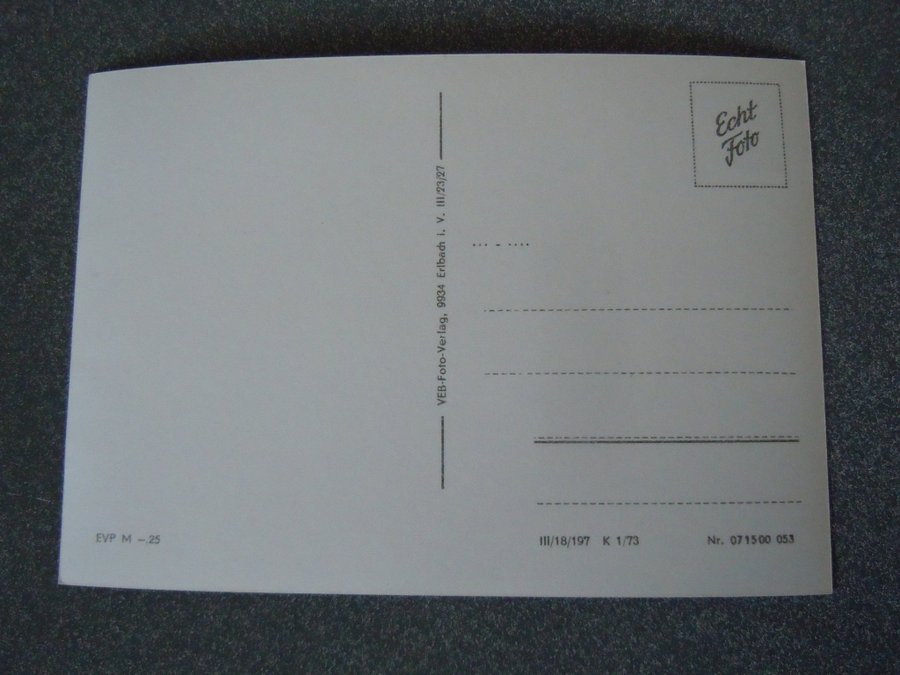 Echt
Foto
VEB-Foto-Verlag, 9934 Erlbach i. V. III/23/27
EVP M –.25
III/18/197 K 1/73
Nr. 071500 053